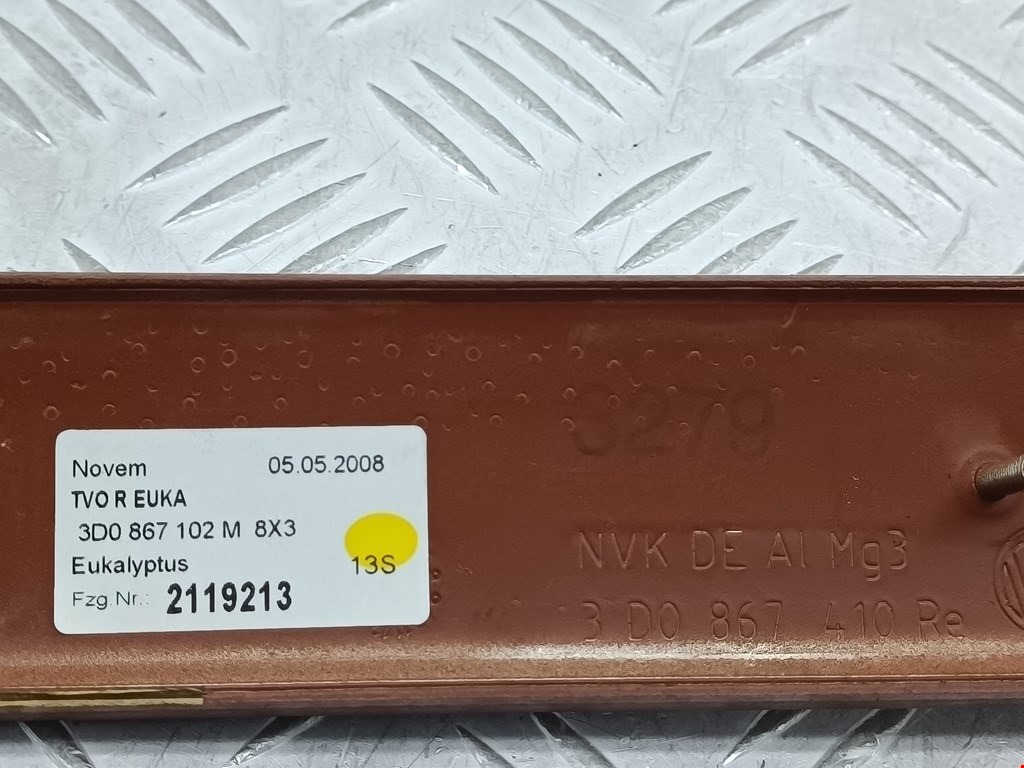 Novem 05.05.2008
TVO R EUKA
3D0 867 102 M 8X3
Eukalyptus 13S
Fzg.Nr.: 2119213
3279
NVK DE Al Mg3
3 D0 867 410 Re